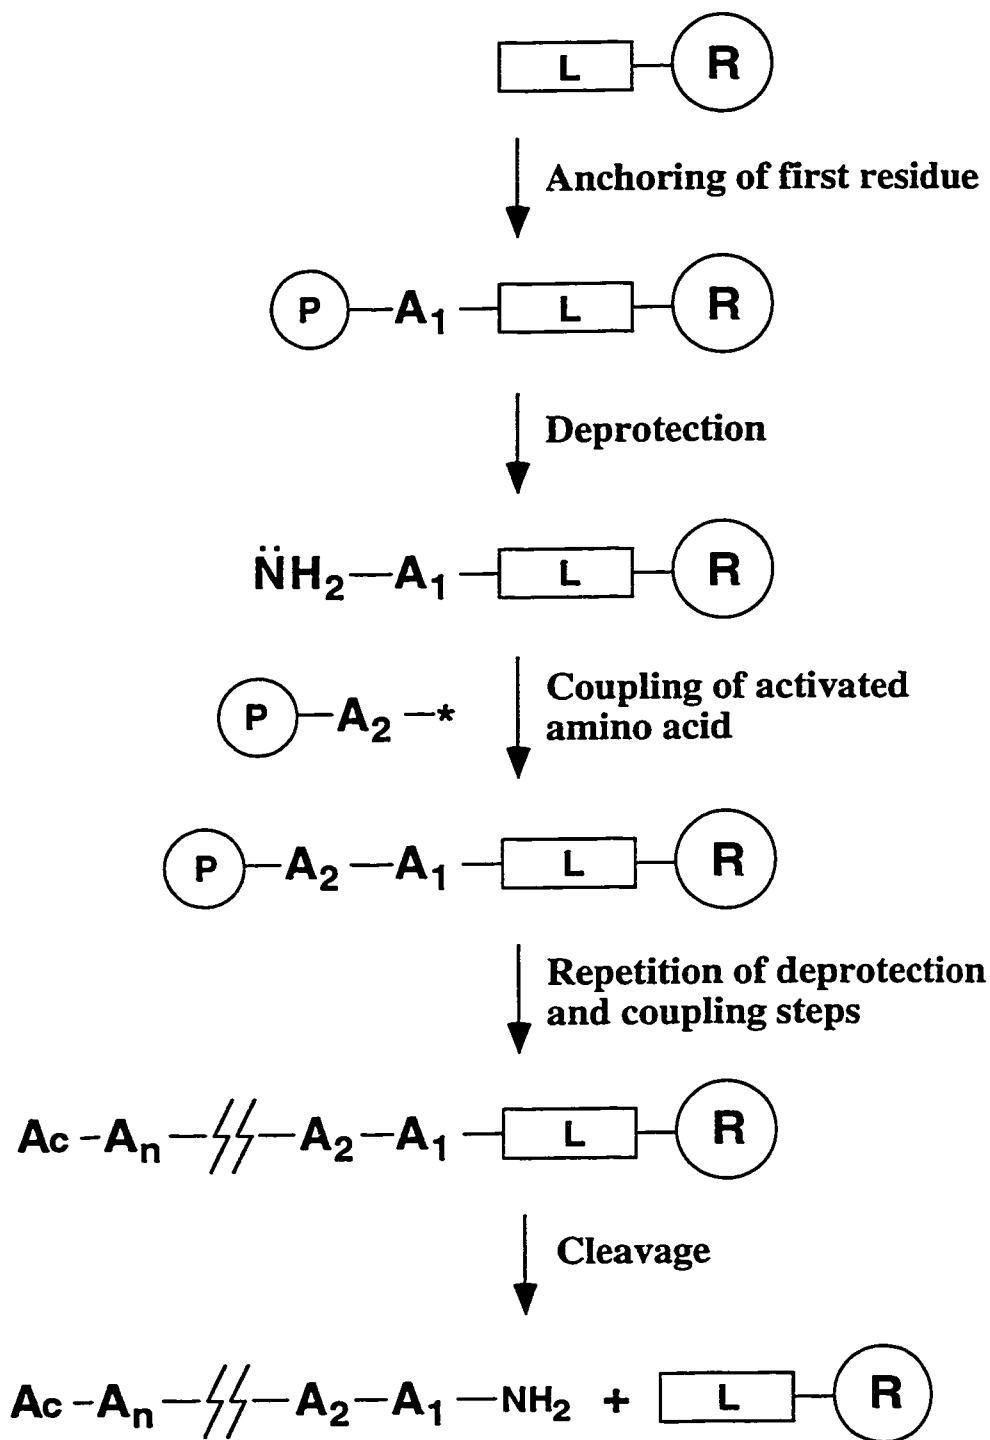 L R
Anchoring of first residue
P A₁ L R
Deprotection
N̈H₂—A₁ L R
P A₂ —*
Coupling of activated
amino acid
P A₂—A₁ L R
Repetition of deprotection
and coupling steps
Ac-Aₙ—//—A₂—A₁ L R
Cleavage
Ac-Aₙ—//—A₂—A₁—NH₂ + L R